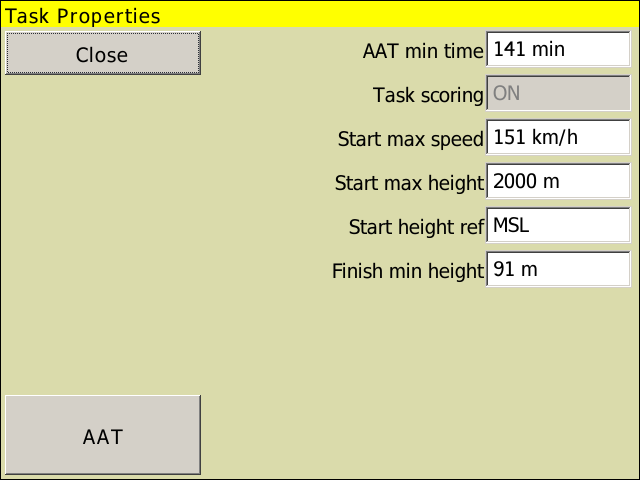 Task Properties
Close
AAT min time 141 min
Task scoring ON
Start max speed 151 km/h
Start max height 2000 m
Start height ref MSL
Finish min height 91 m
AAT